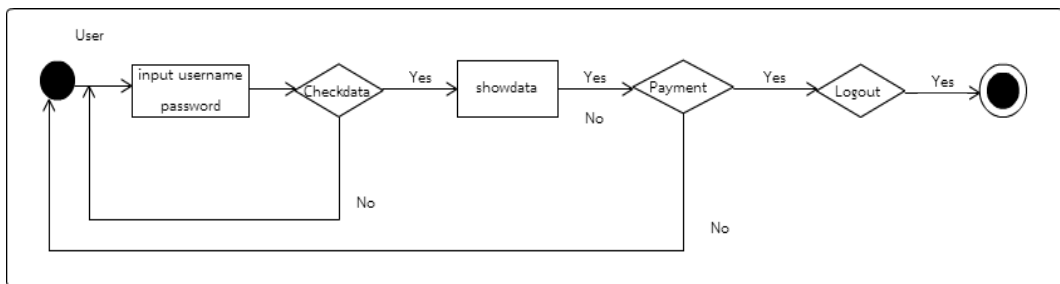 User
input username
password
Checkdata
Yes
showdata
Yes
No
Payment
Yes
Logout
Yes
No
No